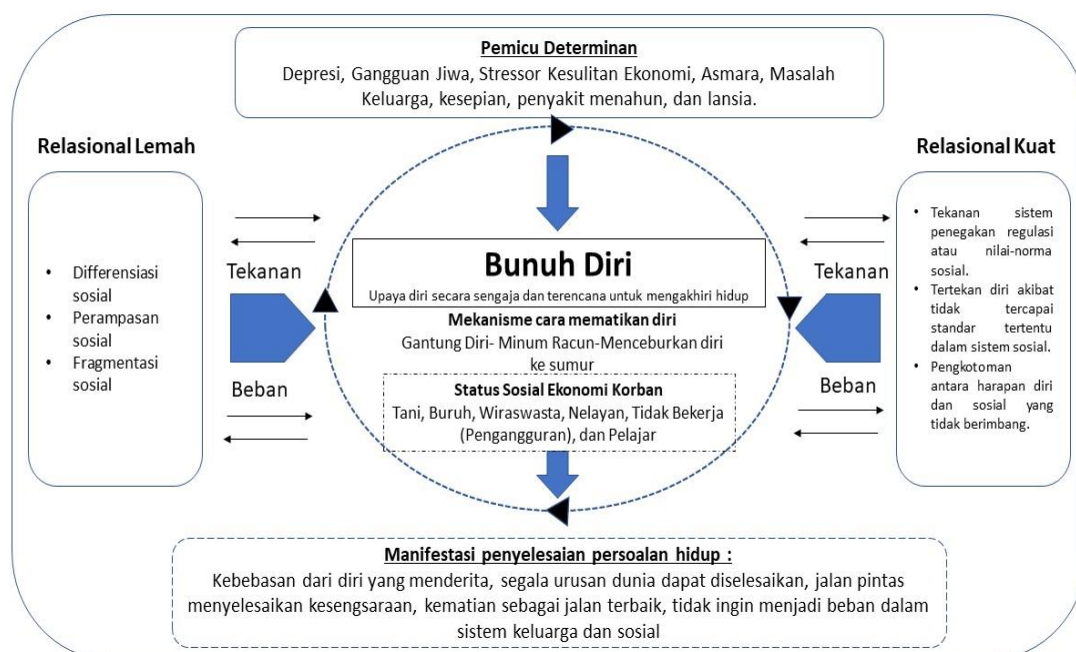 Pemicu Determinan
Depresi, Gangguan Jiwa, Stressor Kesulitan Ekonomi, Asmara, Masalah
Keluarga, kesepian, penyakit menahun, dan lansia.
Relasional Lemah
• Differensiasi
sosial
• Perampasan
sosial
• Fragmentasi
sosial
Tekanan
Beban
Bunuh Diri
Upaya diri secara sengaja dan terencana untuk mengakhiri hidup
Mekanisme cara mematikan diri
Gantung Diri- Minum Racun-Menceburkan diri
ke sumur
Status Sosial Ekonomi Korban
Tani, Buruh, Wiraswasta, Nelayan, Tidak Bekerja
(Pengangguran), dan Pelajar
Tekanan
Beban
Relasional Kuat
• Tekanan sistem
penegakan regulasi
atau nilai-norma
sosial.
• Tertekan diri akibat
tidak tercapai
standar tertentu
dalam sistem sosial.
• Pengkotoman
antara harapan diri
dan sosial yang
tidak berimbang.
Manifestasi penyelesaian persoalan hidup :
Kebebasan dari diri yang menderita, segala urusan dunia dapat diselesaikan, jalan pintas
menyelesaikan kesengsaraan, kematian sebagai jalan terbaik, tidak ingin menjadi beban dalam
sistem keluarga dan sosial